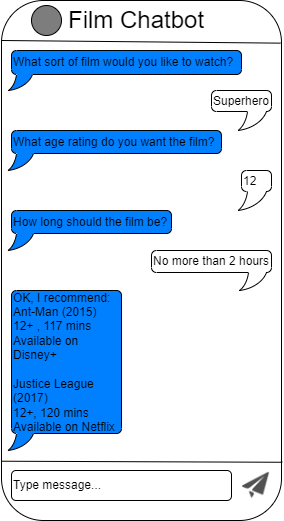 Film Chatbot
What sort of film would you like to watch?
Superhero
What age rating do you want the film?
12
How long should the film be?
No more than 2 hours
OK, I recommend:
Ant-Man (2015)
12+ , 117 mins
Available on
Disney+
Justice League
(2017)
12+, 120 mins
Available on Netflix
Type message...